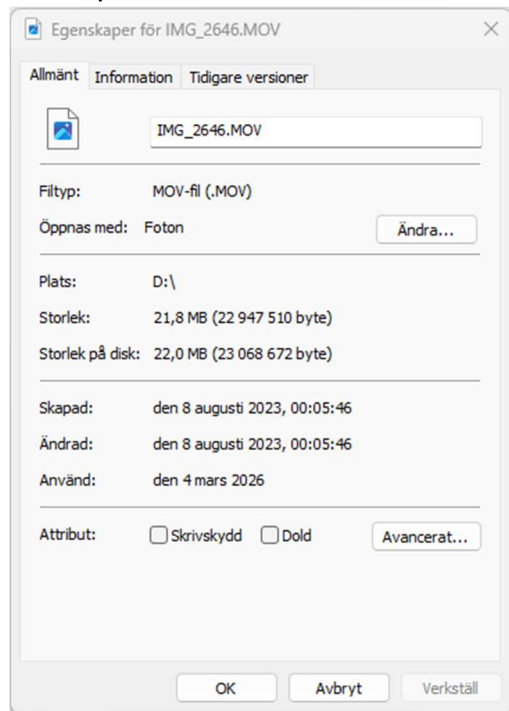 Egenskaper för IMG_2646.MOV
Allmänt Information Tidigare versioner
IMG_2646.MOV
Filtyp: MOV-fil (.MOV)
Öppnas med: Foton Ändra...
Plats: D:\
Storlek: 21,8 MB (22 947 510 byte)
Storlek på disk: 22,0 MB (23 068 672 byte)
Skapad: den 8 augusti 2023, 00:05:46
Ändrad: den 8 augusti 2023, 00:05:46
Använd: den 4 mars 2026
Attribut: Skrivskydd Dold Avancerat...
OK Avbryt Verkställ